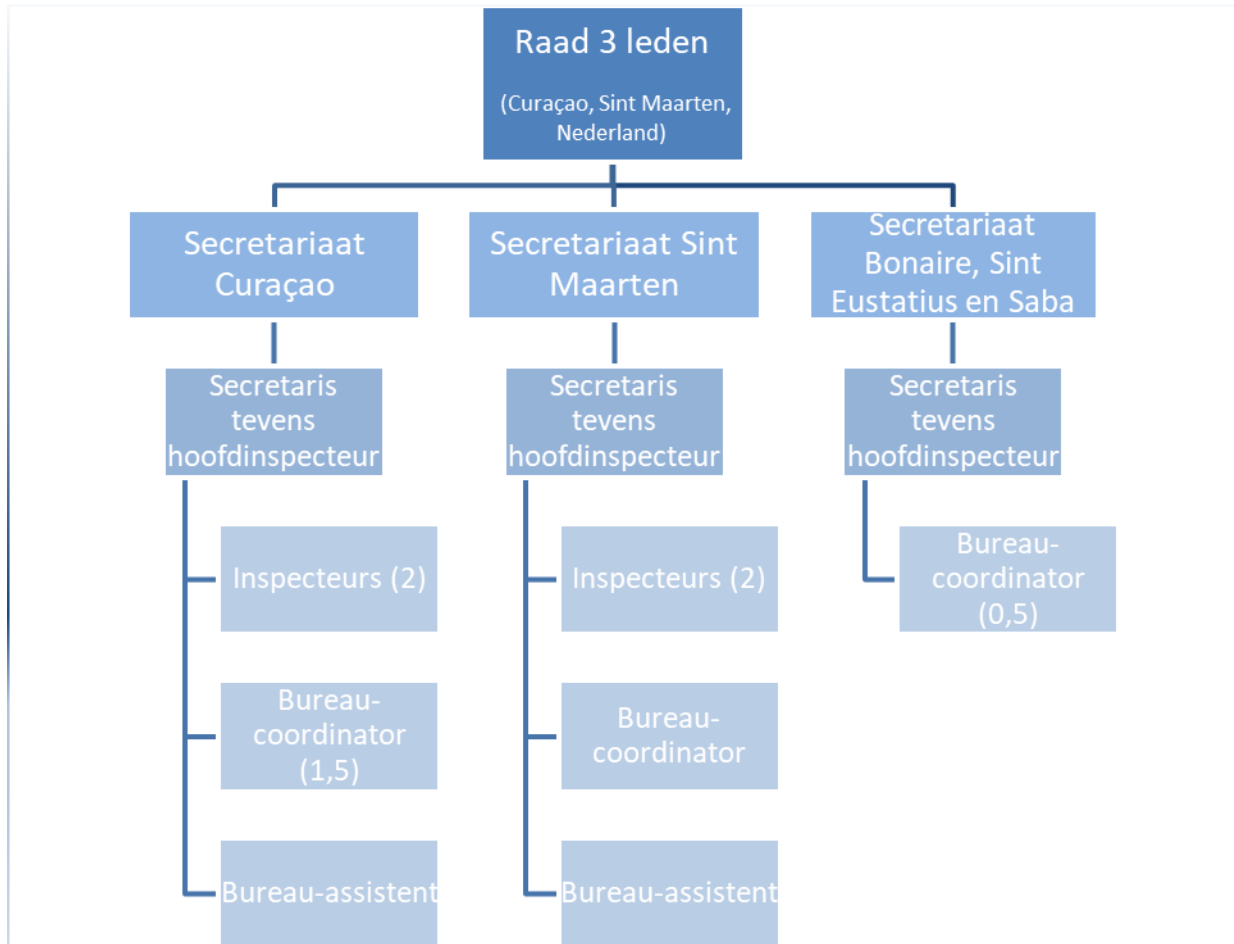 Raad 3 leden
(Curaçao, Sint Maarten,
Nederland)
Secretariaat
Curaçao
Secretariaat Sint
Maarten
Secretariaat
Bonaire, Sint
Eustatius en Saba
Secretaris
tevens
hoofdinspecteur
Secretaris
tevens
hoofdinspecteur
Secretaris
tevens
hoofdinspecteur
Inspecteurs (2)
Inspecteurs (2)
Bureau-
coordinator
(0,5)
Bureau-
coordinator
(1,5)
Bureau-
coordinator
Bureau-assistent
Bureau-assistent